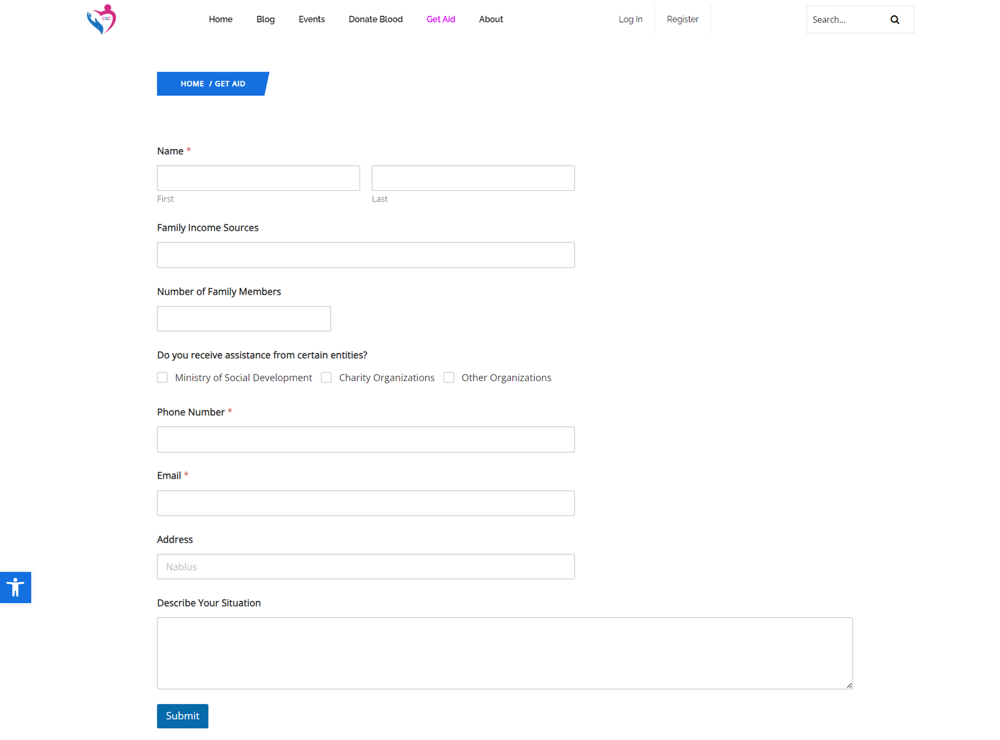 CSC
Home Blog Events Donate Blood Get Aid About Log In Register Search...
HOME / GET AID
Name *
First Last
Family Income Sources
Number of Family Members
Do you receive assistance from certain entities?
Ministry of Social Development Charity Organizations Other Organizations
Phone Number *
Email *
Address
Nablus
Describe Your Situation
Submit